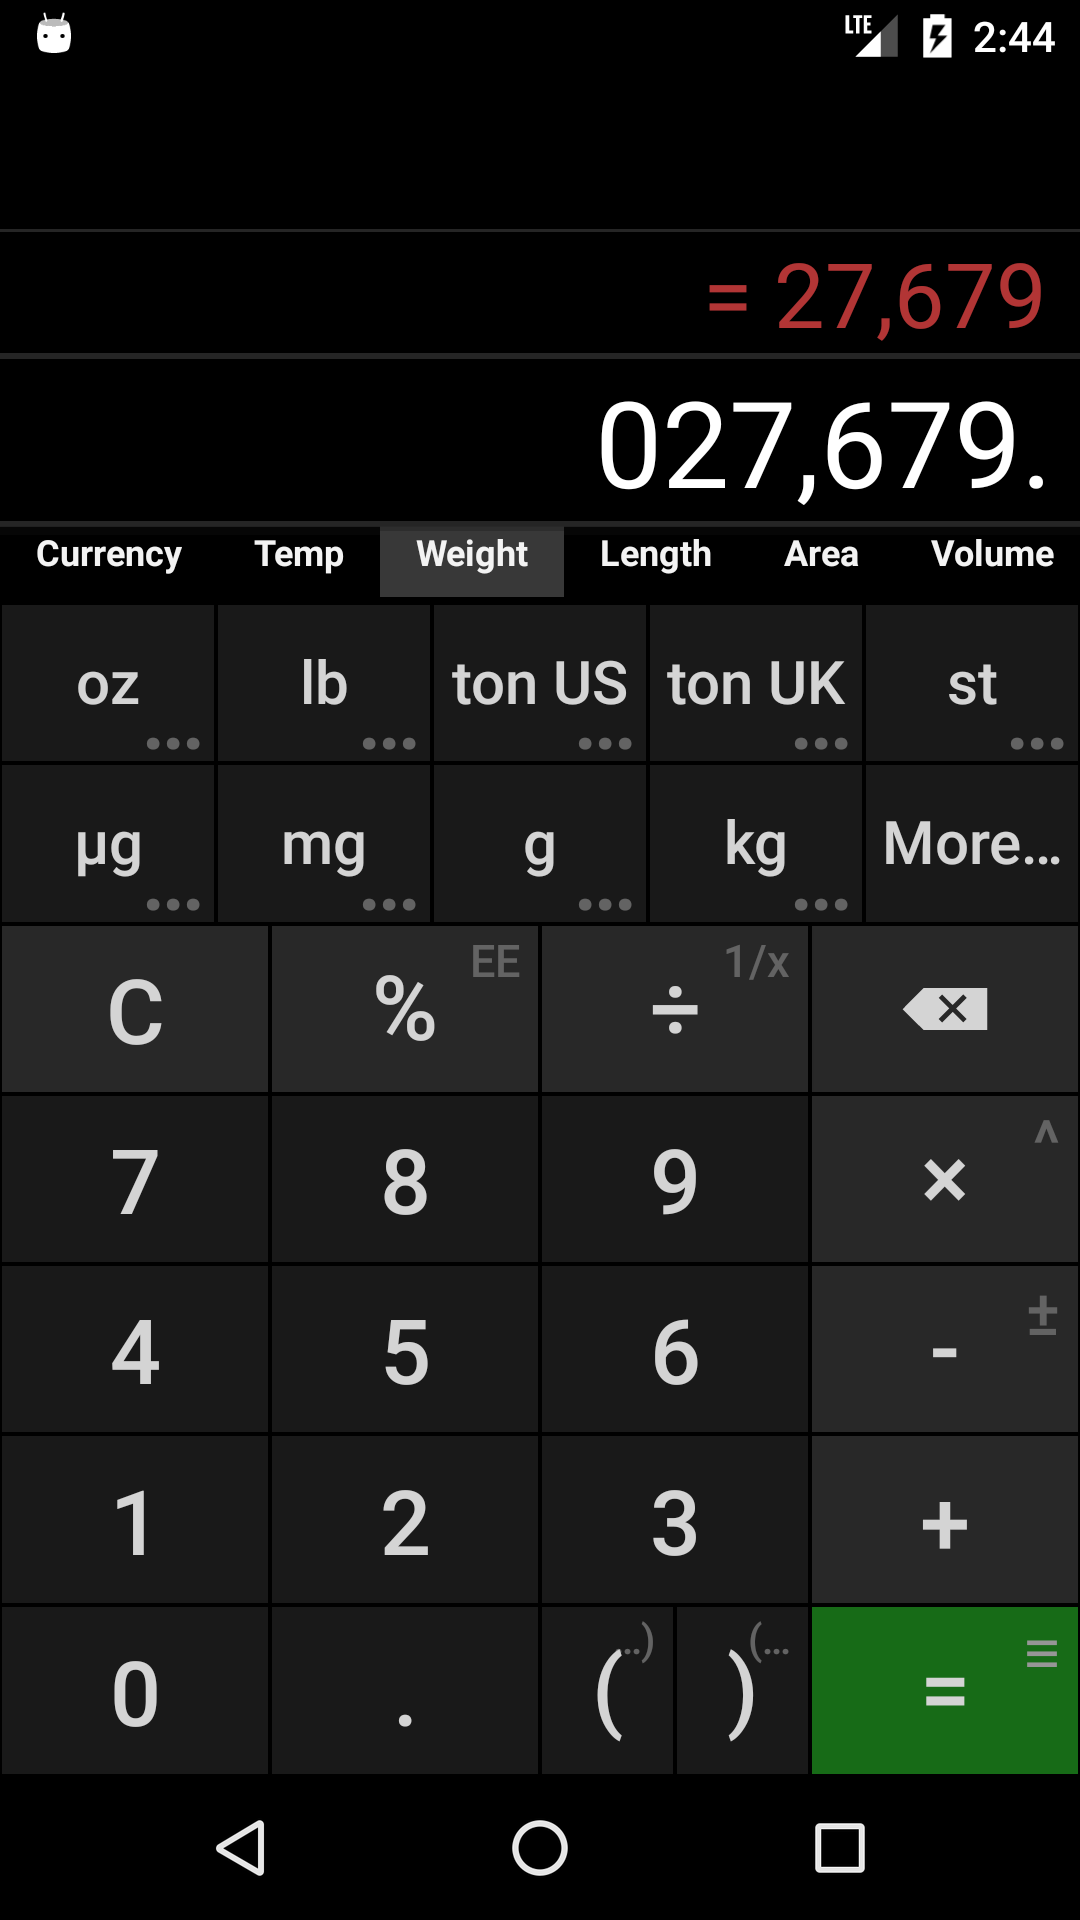 LTE 2:44
= 27,679
027,679.
Currency Temp Weight Length Area Volume
oz lb ton US ton UK st
µg mg g kg More...
C % EE ÷ 1/x
7 8 9 × ^
4 5 6 - ±
1 2 3 +
0 . ( ..) ) (... = ≡